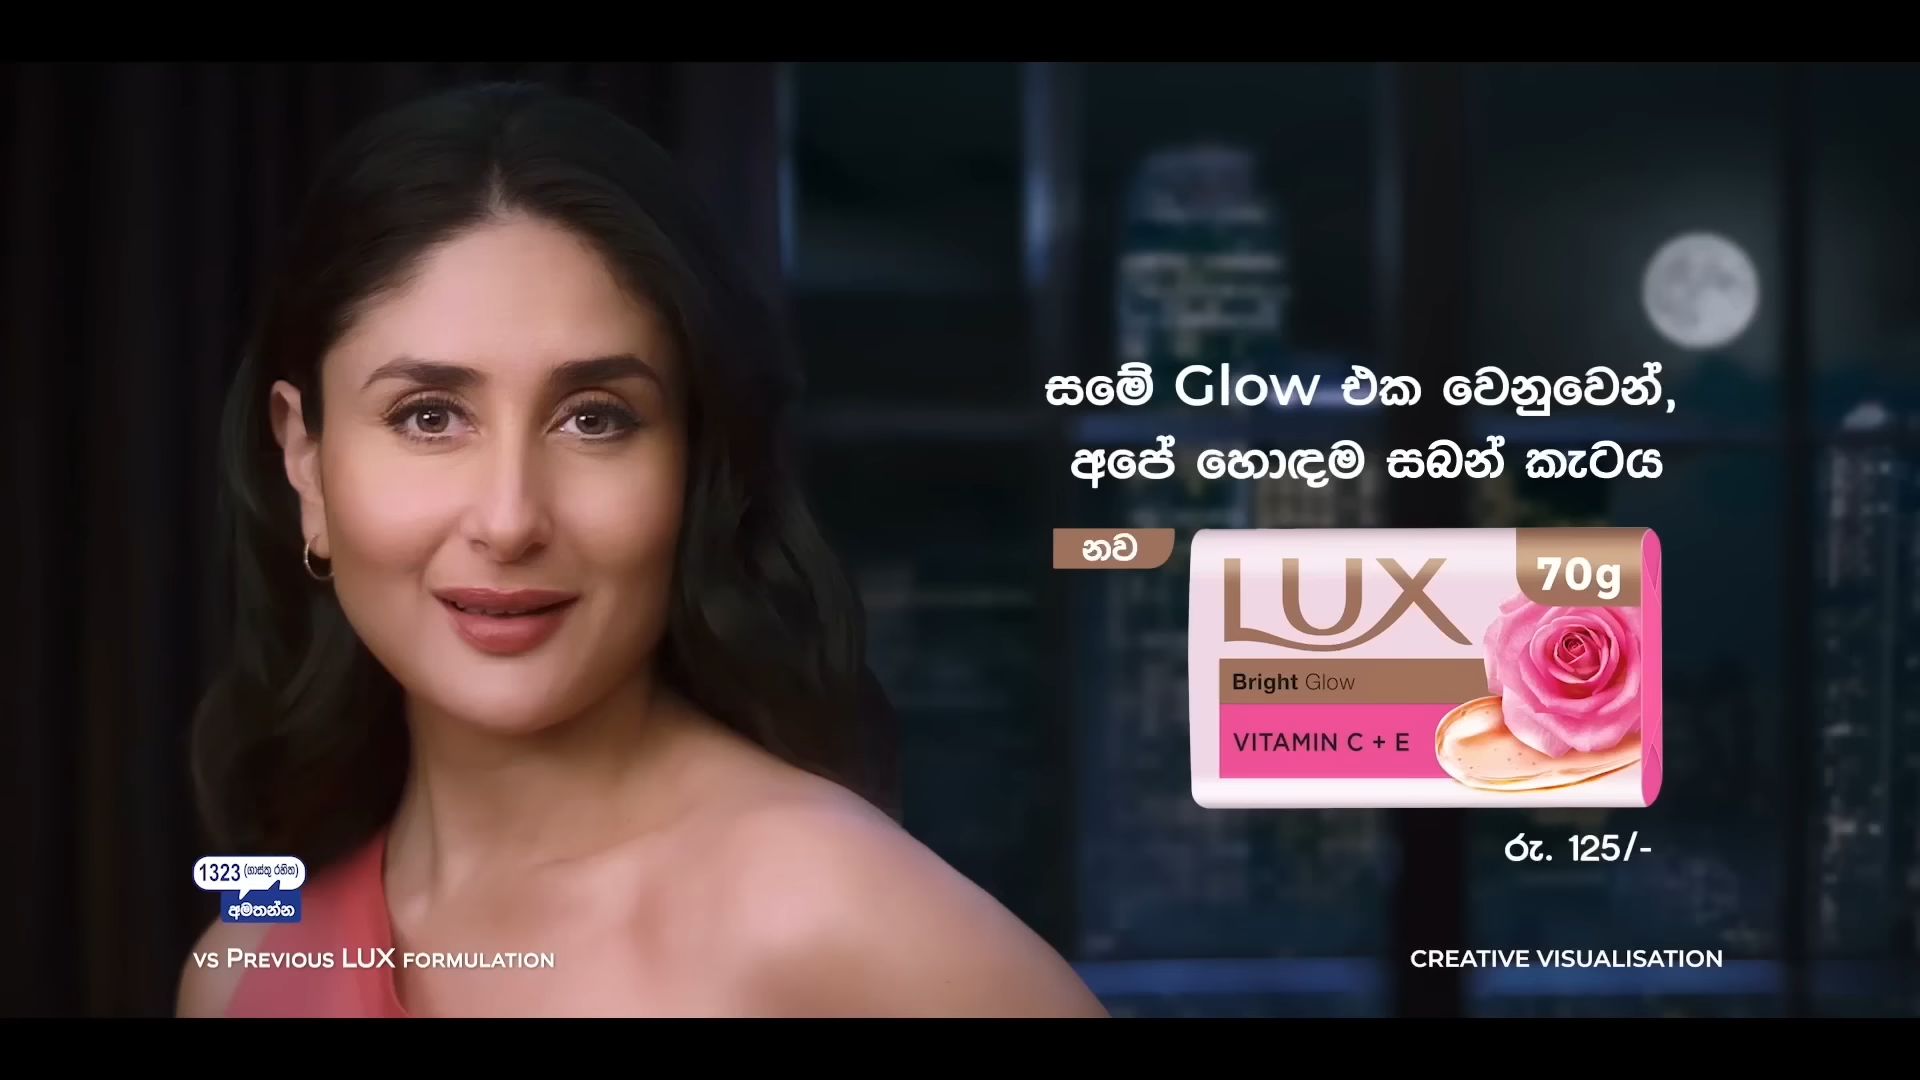 සමේ Glow එක වෙනුවෙන්,
අපේ හොඳම සබන් කැටය
නව
LUX
70g
Bright Glow
VITAMIN C + E
රු. 125/-
1323 (ගාස්තු රහිත)
අමතන්න
VS PREVIOUS LUX FORMULATION
CREATIVE VISUALISATION